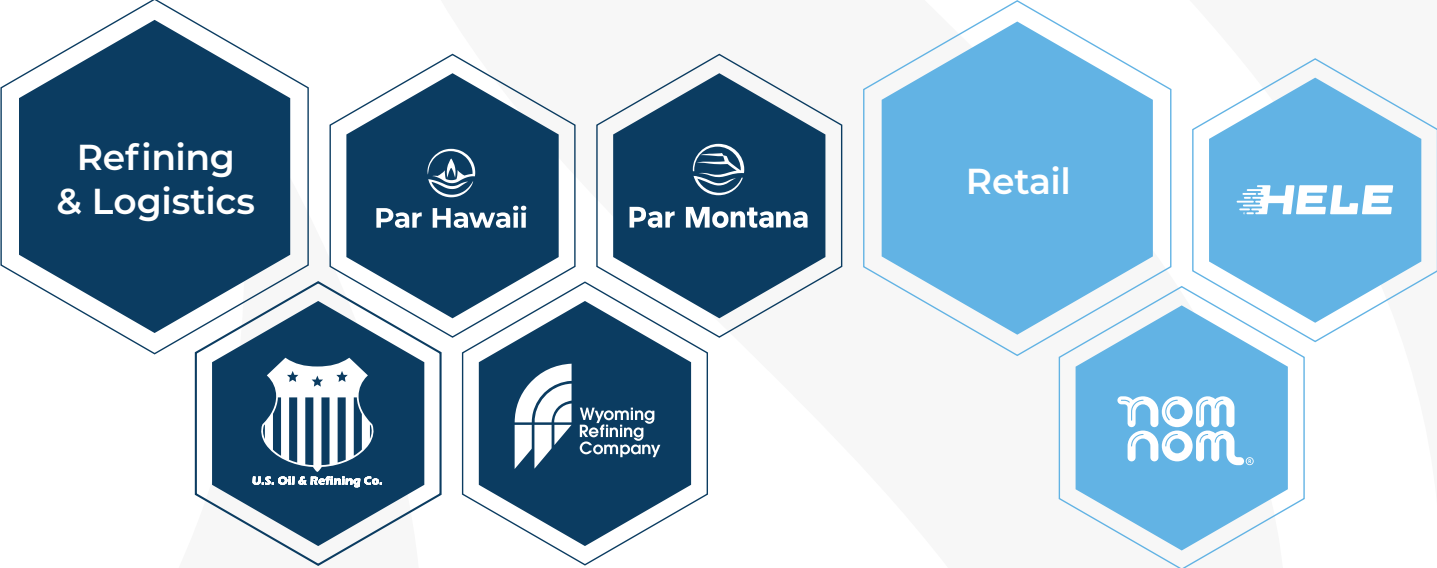 Refining
& Logistics
Par Hawaii
Par Montana
Retail
HELE
U.S. Oil & Refining Co.
Wyoming
Refining
Company
nom
nom®